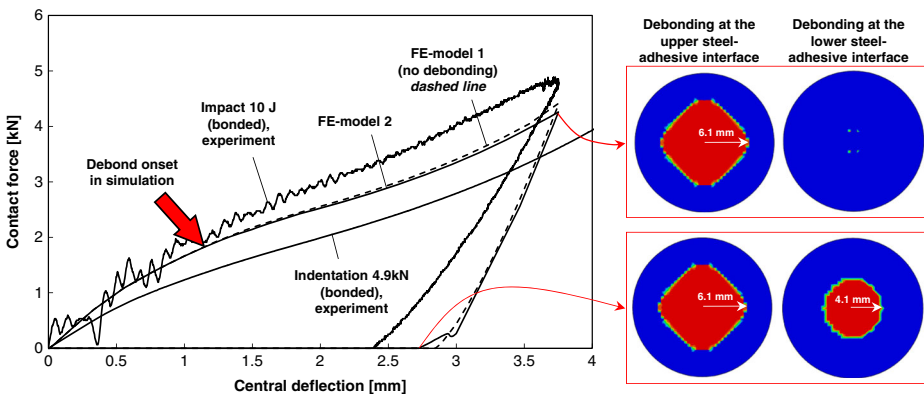 6
5
4
3
2
1
0
Contact force [kN]
0
0.5
1
1.5
2
2.5
3
3.5
4
Central deflection [mm]
Debond onset
in simulation
Impact 10 J
(bonded),
experiment
FE-model 2
FE-model 1
(no debonding)
dashed line
Indentation 4.9kN
(bonded),
experiment
Debonding at the
upper steel-
adhesive interface
Debonding at the
lower steel-
adhesive interface
6.1 mm
6.1 mm
4.1 mm